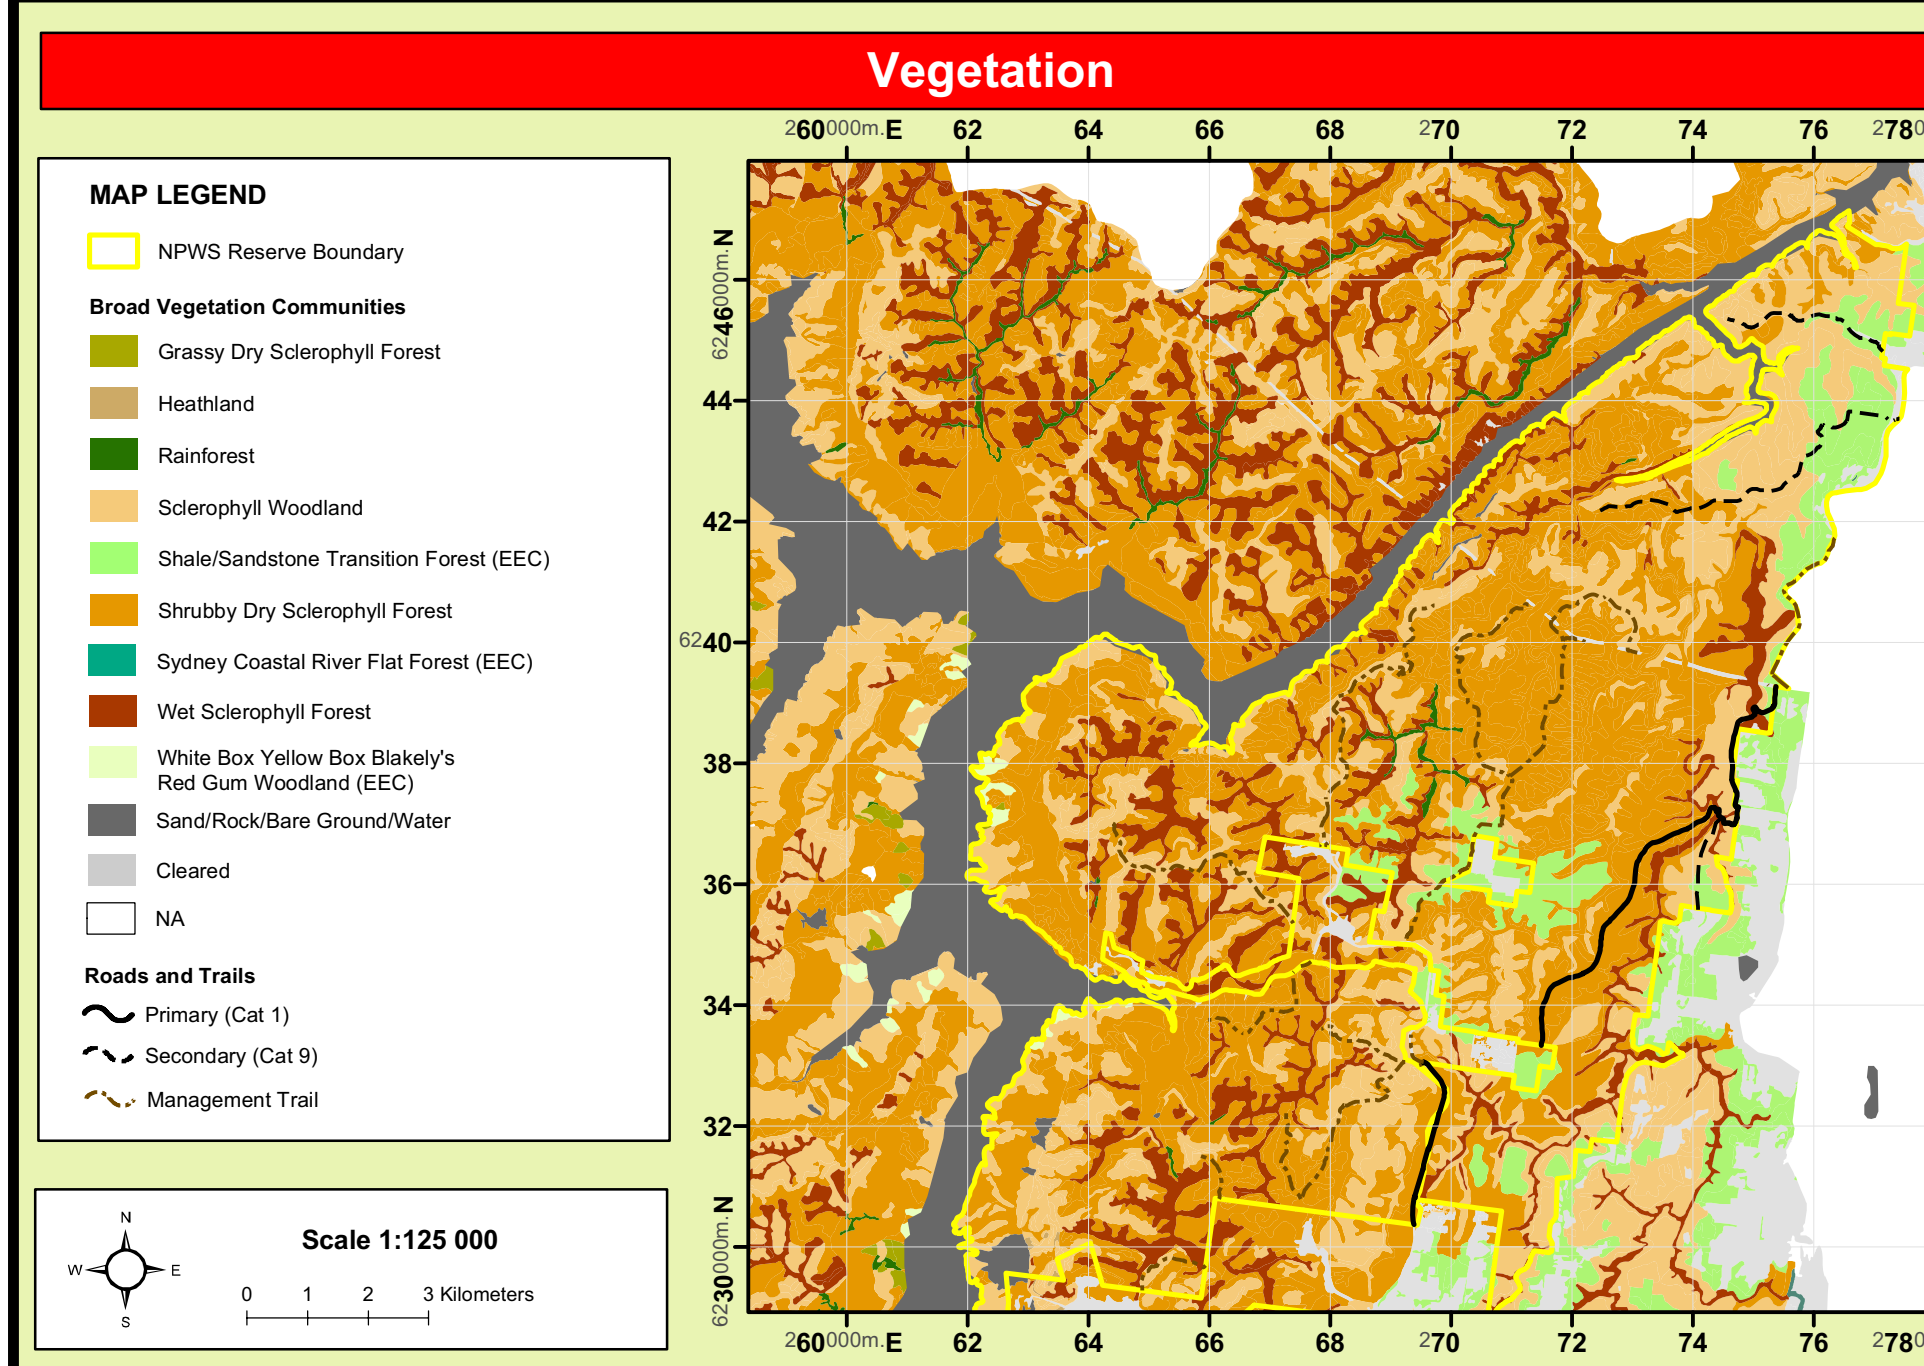 Vegetation
260000m.E 62 64 66 68 270 72 74 76 2780
MAP LEGEND
NPWS Reserve Boundary
Broad Vegetation Communities
Grassy Dry Sclerophyll Forest
Heathland
Rainforest
Sclerophyll Woodland
Shale/Sandstone Transition Forest (EEC)
Shrubby Dry Sclerophyll Forest
Sydney Coastal River Flat Forest (EEC)
Wet Sclerophyll Forest
White Box Yellow Box Blakely's
Red Gum Woodland (EEC)
Sand/Rock/Bare Ground/Water
Cleared
NA
Roads and Trails
Primary (Cat 1)
Secondary (Cat 9)
Management Trail
N
W E
S
Scale 1:125 000
0 1 2 3 Kilometers
6246000m.N
44
42
6240
38
36
34
32
6230000m.N
260000m.E 62 64 66 68 270 72 74 76 2780